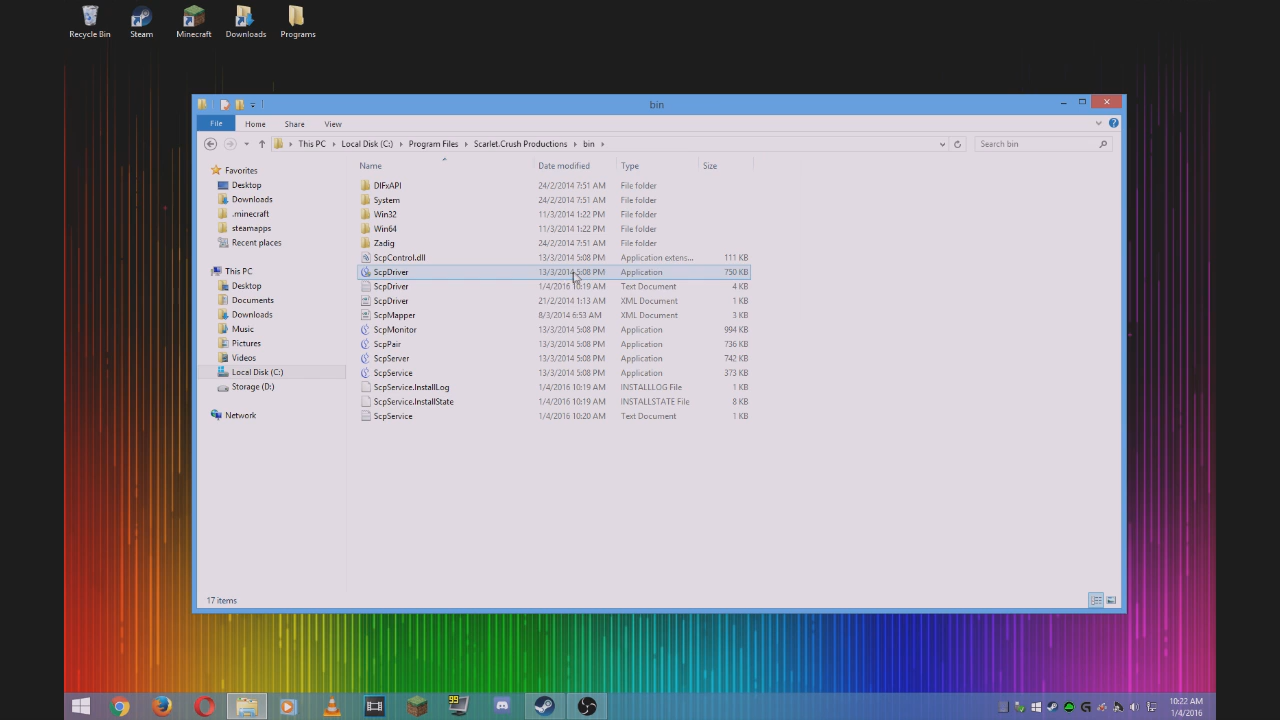 Recycle Bin
Steam
Minecraft
Downloads
Programs
bin
File
Home
Share
View
This PC
Local Disk (C:)
Program Files
Scarlet.Crush Productions
bin
Search bin
Name
Date modified
Type
Size
Favorites
Desktop
Downloads
.minecraft
steamapps
Recent places
This PC
Desktop
Documents
Downloads
Music
Pictures
Videos
Local Disk (C:)
Storage (D:)
Network
DIFxAPI 24/2/2014 7:51 AM File folder
System 24/2/2014 7:51 AM File folder
Win32 11/3/2014 1:22 PM File folder
Win64 11/3/2014 1:22 PM File folder
Zadig 24/2/2014 7:51 AM File folder
ScpControl.dll 13/3/2014 5:08 PM Application extens... 111 KB
ScpDriver 13/3/2014 5:08 PM Application 750 KB
ScpDriver 1/4/2016 10:19 AM Text Document 4 KB
ScpDriver 21/2/2014 1:13 AM XML Document 1 KB
ScpMapper 8/3/2014 6:53 AM XML Document 3 KB
ScpMonitor 13/3/2014 5:08 PM Application 994 KB
ScpPair 13/3/2014 5:08 PM Application 736 KB
ScpServer 13/3/2014 5:08 PM Application 742 KB
ScpService 13/3/2014 5:08 PM Application 373 KB
ScpService.InstallLog 1/4/2016 10:19 AM INSTALLLOG File 1 KB
ScpService.InstallState 1/4/2016 10:19 AM INSTALLSTATE File 8 KB
ScpService 1/4/2016 10:20 AM Text Document 1 KB
17 items
99
10:22 AM
1/4/2016